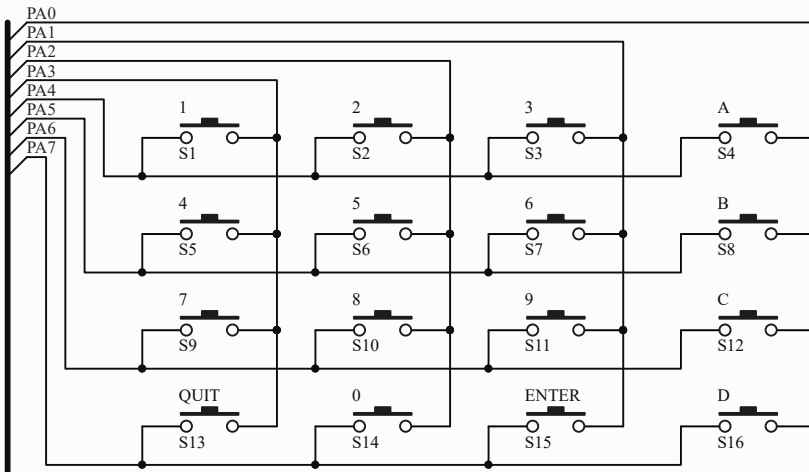 PA0
PA1
PA2
PA3
PA4
PA5
PA6
PA7
1 2 3 A
S1 S2 S3 S4
4 5 6 B
S5 S6 S7 S8
7 8 9 C
S9 S10 S11 S12
QUIT 0 ENTER D
S13 S14 S15 S16